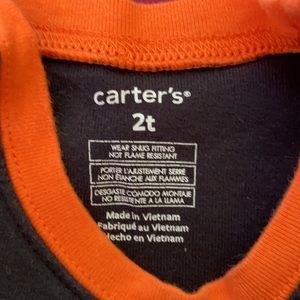 carter's®
2t
WEAR SNUG FITTING
NOT FLAME RESISTANT
PORTER L'AJUSTEMENT SERRÉ
NON ÉTANCHE AUX FLAMMES
DESGASTE CÓMODO MONTAJE
NO RESISTENTE A LA LLAMA
Made in Vietnam
Fabriqué au Vietnam
Hecho en Vietnam